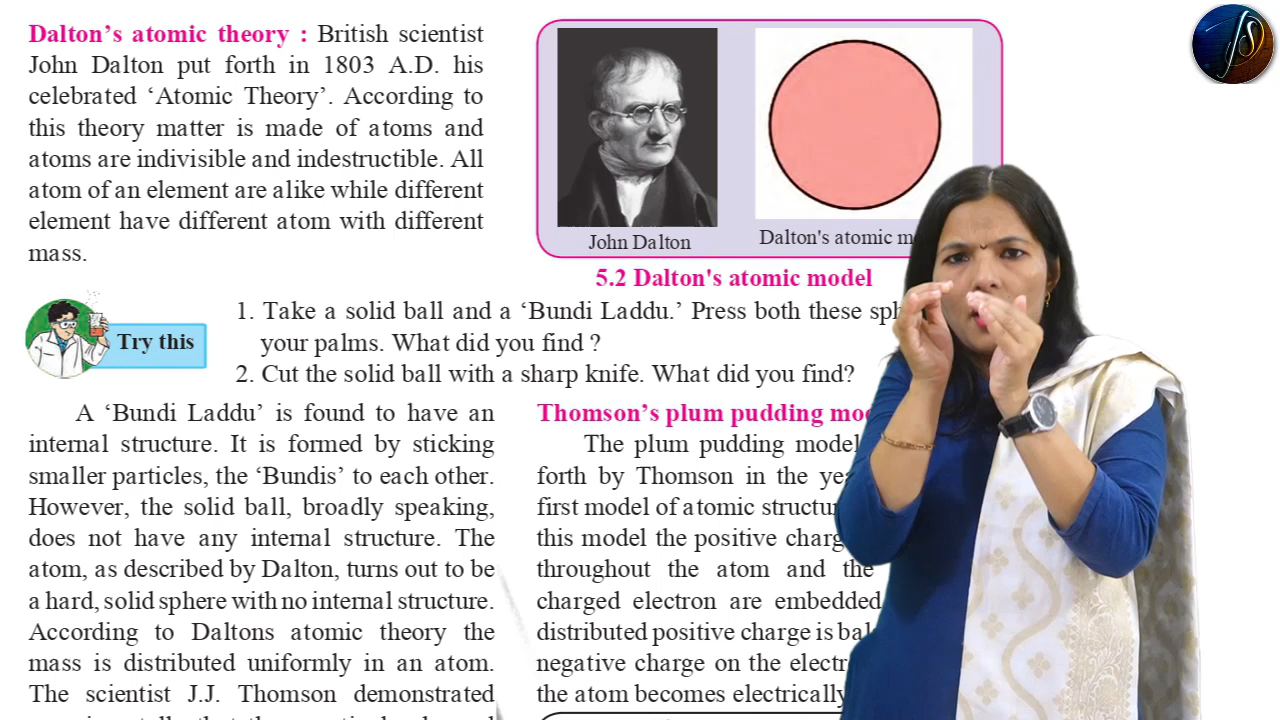 Dalton’s atomic theory : British scientist
John Dalton put forth in 1803 A.D. his
celebrated ‘Atomic Theory’. According to
this theory matter is made of atoms and
atoms are indivisible and indestructible. All
atom of an element are alike while different
element have different atom with different
mass.
John Dalton
Dalton's atomic
5.2 Dalton's atomic model
Try this
1. Take a solid ball and a ‘Bundi Laddu.’ Press both these
your palms. What did you find ?
2. Cut the solid ball with a sharp knife. What did you find?
A ‘Bundi Laddu’ is found to have an
internal structure. It is formed by sticking
smaller particles, the ‘Bundis’ to each other.
However, the solid ball, broadly speaking,
does not have any internal structure. The
atom, as described by Dalton, turns out to be
a hard, solid sphere with no internal structure.
According to Daltons atomic theory the
mass is distributed uniformly in an atom.
The scientist J.J. Thomson demonstrated
Thomson’s plum pudding
The plum pudding model
forth by Thomson in the
first model of atomic
this model the positive
throughout the atom and the
charged electron are embedded
distributed positive charge is
negative charge on the
the atom becomes electrically